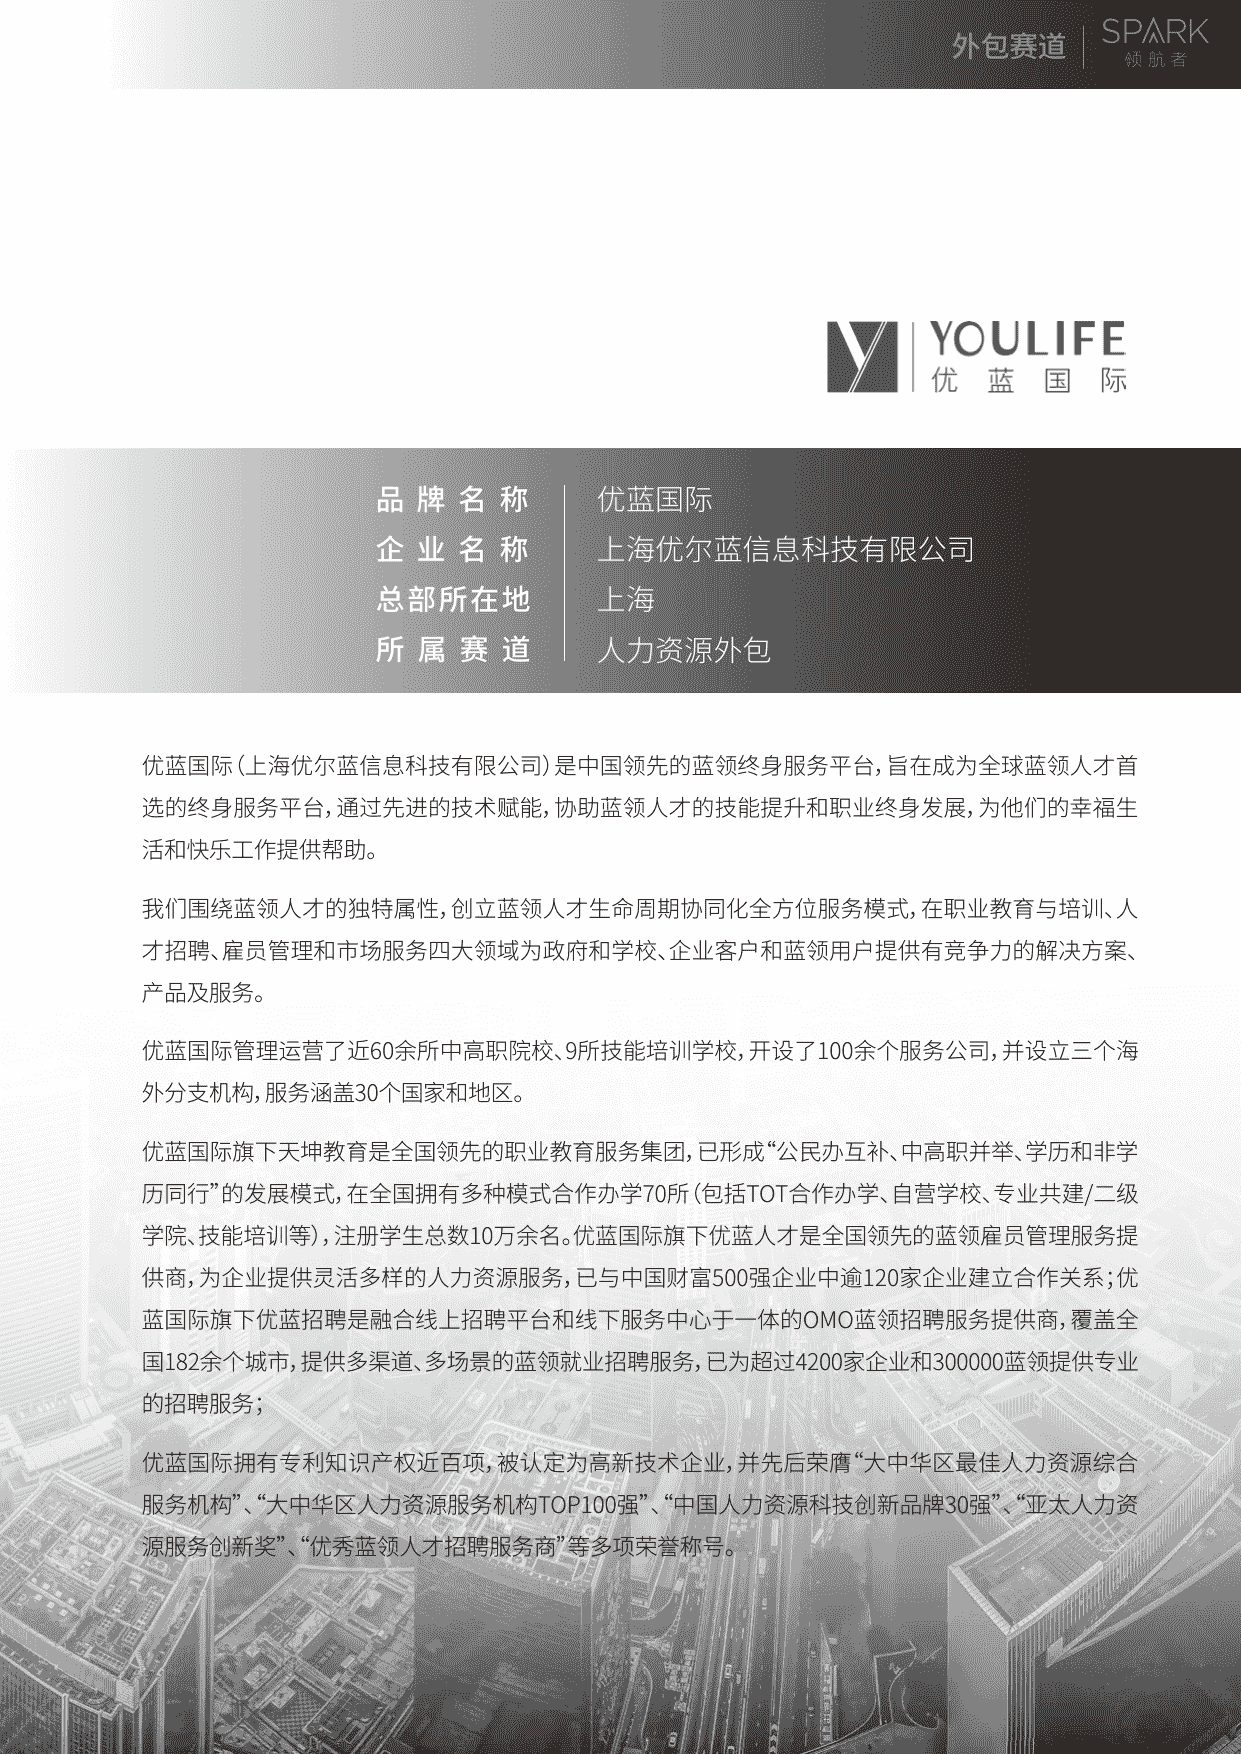 外包赛道
SPARK
领航者
YOULIFE
优蓝国际
品牌名称 优蓝国际
企业名称 上海优尔蓝信息科技有限公司
总部所在地 上海
所属赛道 人力资源外包
优蓝国际(上海优尔蓝信息科技有限公司)是中国领先的蓝领终身服务平台,旨在成为全球蓝领人才首
选的终身服务平台,通过先进的技术赋能,协助蓝领人才的技能提升和职业终身发展,为他们的幸福生
活和快乐工作提供帮助。
我们围绕蓝领人才的独特属性,创立蓝领人才生命周期协同化全方位服务模式,在职业教育与培训、人
才招聘、雇员管理和市场服务四大领域为政府和学校、企业客户和蓝领用户提供有竞争力的解决方案、
产品及服务。
优蓝国际管理运营了近60余所中高职院校、9所技能培训学校,开设了100余个服务公司,并设立三个海
外分支机构,服务涵盖30个国家和地区。
优蓝国际旗下天坤教育是全国领先的职业教育服务集团,已形成“公民办互补、中高职并举、学历和非学
历同行”的发展模式,在全国拥有多种模式合作办学70所(包括TOT合作办学、自营学校、专业共建/二级
学院、技能培训等),注册学生总数10万余名。优蓝国际旗下优蓝人才是全国领先的蓝领雇员管理服务提
供商,为企业提供灵活多样的人力资源服务,已与中国财富500强企业中逾120家企业建立合作关系;优
蓝国际旗下优蓝招聘是融合线上招聘平台和线下服务中心于一体的OMO蓝领招聘服务提供商,覆盖全
国182余个城市,提供多渠道、多场景的蓝领就业招聘服务,已为超过4200家企业和300000蓝领提供专业
的招聘服务;
优蓝国际拥有专利知识产权近百项,被认定为高新技术企业,并先后荣膺“大中华区最佳人力资源综合
服务机构”、“大中华区人力资源服务机构TOP100强”、“中国人力资源科技创新品牌30强”、“亚太人力资
源服务创新奖”、“优秀蓝领人才招聘服务商”等多项荣誉称号。